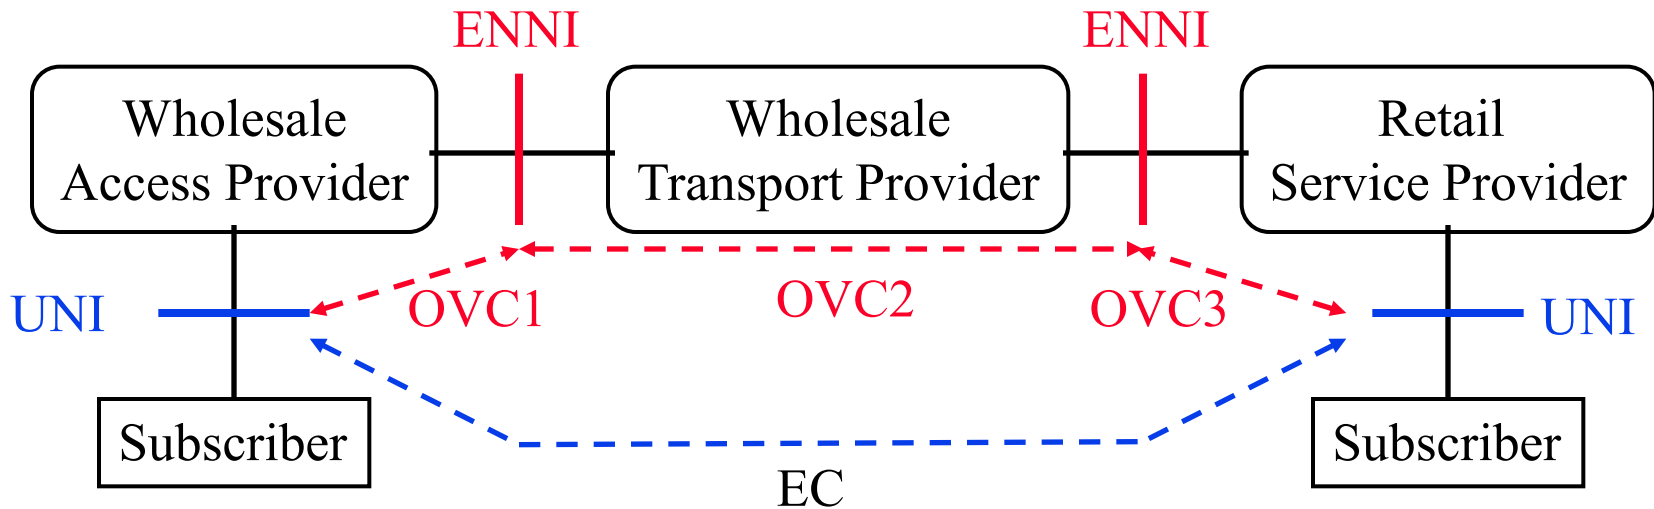 ENNI
ENNI
Wholesale
Access Provider
Wholesale
Transport Provider
Retail
Service Provider
UNI
OVC1
OVC2
OVC3
UNI
Subscriber
EC
Subscriber